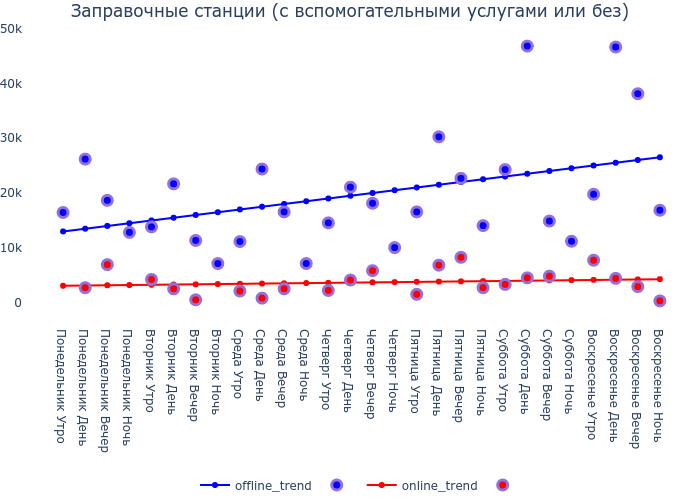 Заправочные станции (с вспомогательными услугами или без)
50k
40k
30k
20k
10k
0
Понедельник Утро
Понедельник День
Понедельник Вечер
Понедельник Ночь
Вторник Утро
Вторник День
Вторник Вечер
Вторник Ночь
Среда Утро
Среда День
Среда Вечер
Среда Ночь
Четверг Утро
Четверг День
Четверг Вечер
Четверг Ночь
Пятница Утро
Пятница День
Пятница Вечер
Пятница Ночь
Суббота Утро
Суббота День
Суббота Вечер
Суббота Ночь
Воскресенье Утро
Воскресенье День
Воскресенье Вечер
Воскресенье Ночь
offline_trend online_trend